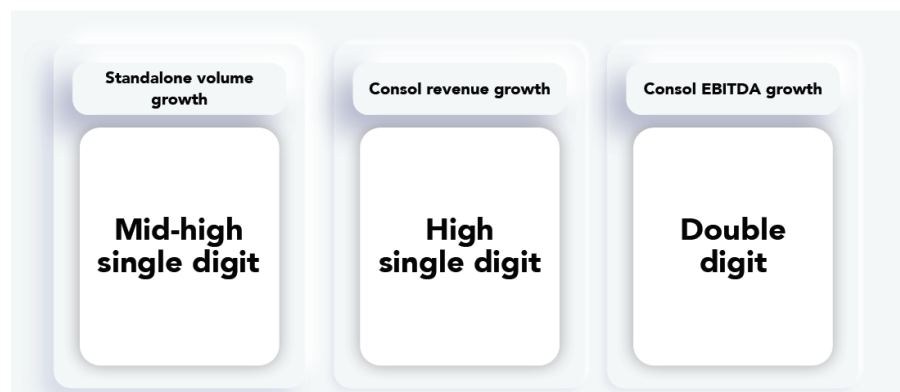 Standalone volume
growth
Consol revenue growth
Consol EBITDA growth
Mid-high
single digit
High
single digit
Double
digit